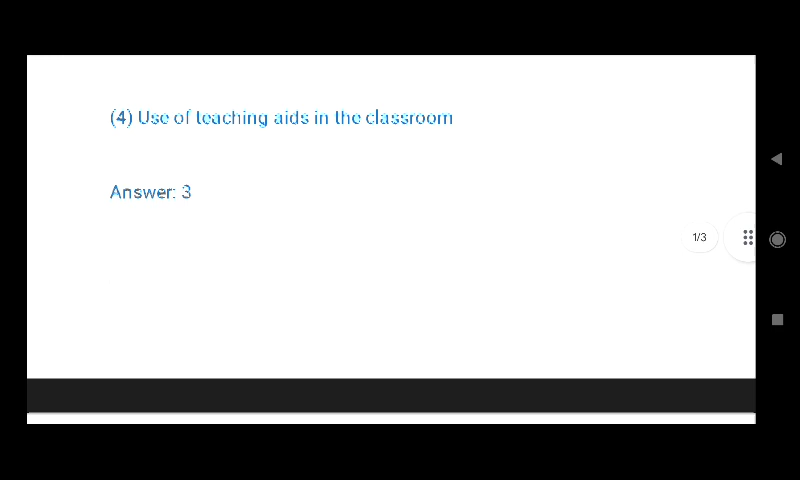 (4) Use of teaching aids in the classroom
Answer: 3
1/3